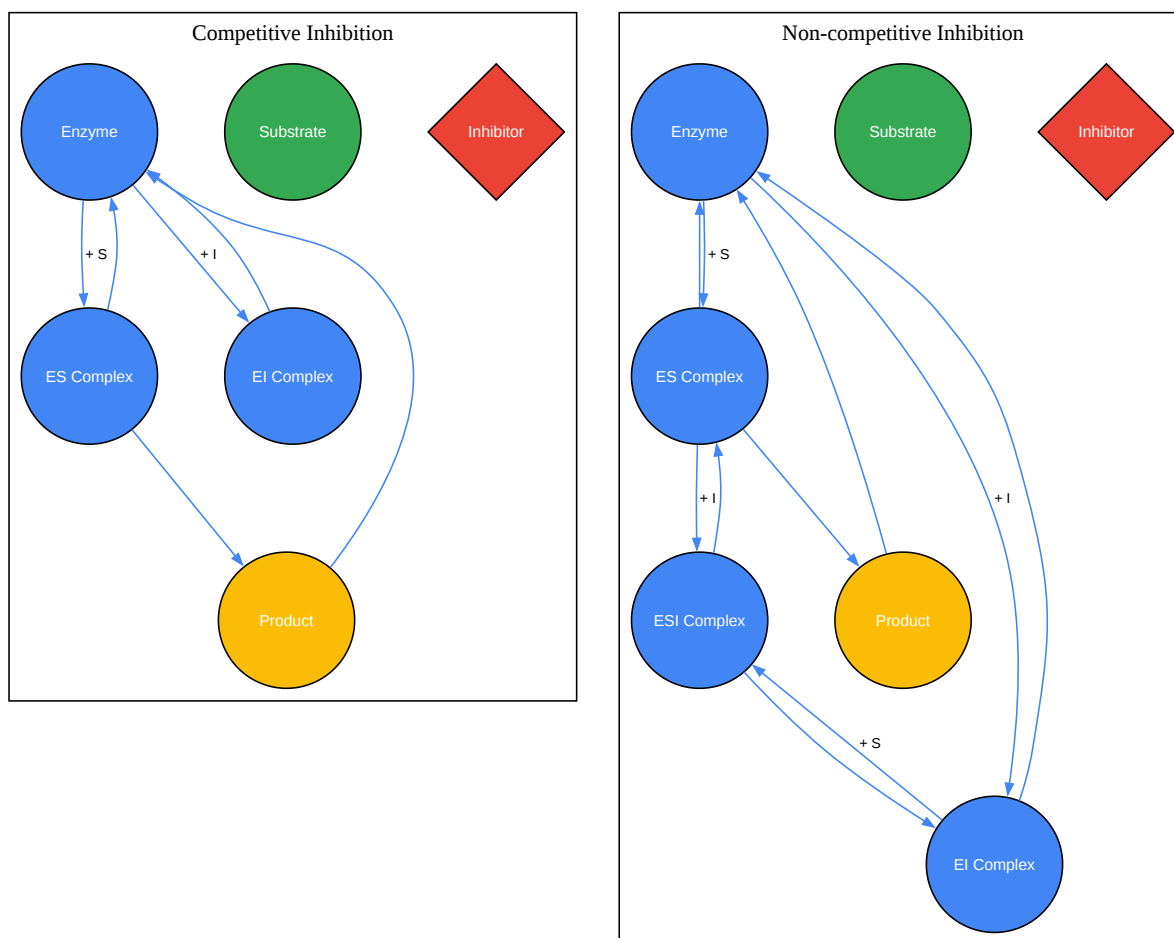 Competitive Inhibition
Enzyme
Substrate
Inhibitor
+ S
+ I
ES Complex
EI Complex
Product
Non-competitive Inhibition
Enzyme
Substrate
Inhibitor
+ S
ES Complex
+ I
+ I
ESI Complex
Product
+ S
EI Complex